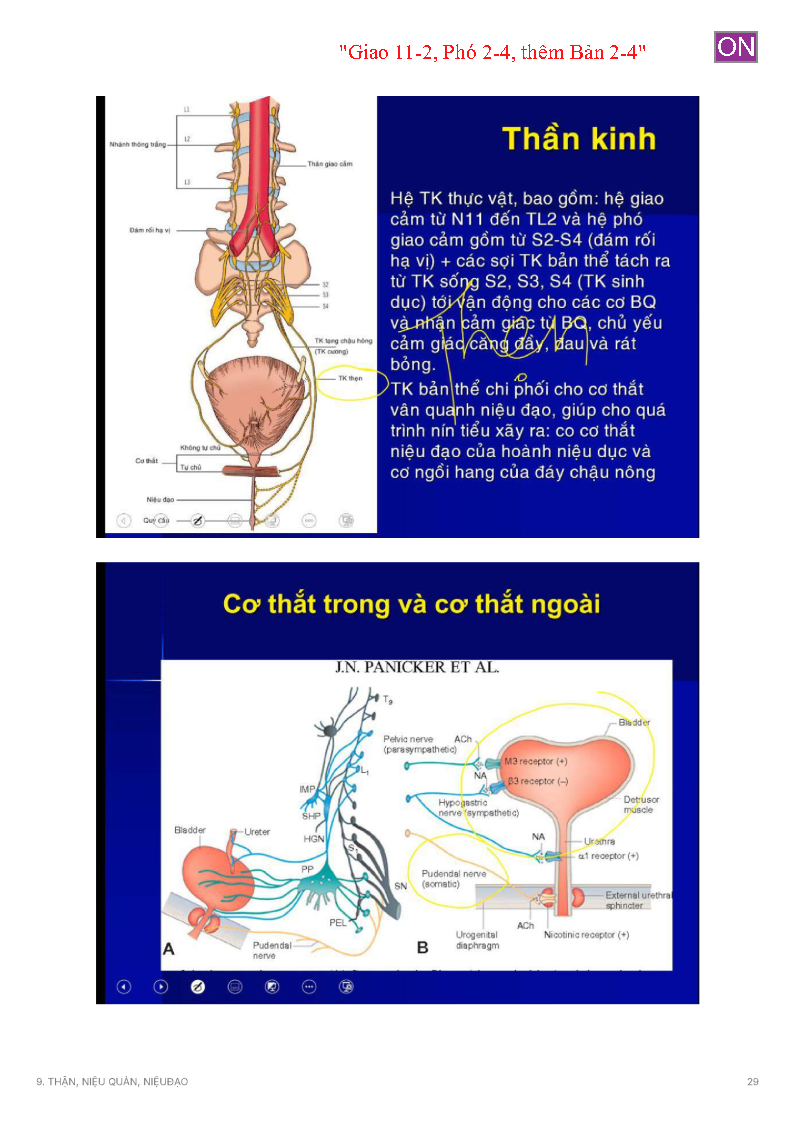 "Giao 11-2, Phó 2-4, thêm Bản 2-4"
ON
L1
L2
Nhánh thông trắng
Thân giao cảm
L3
Đám rối hạ vị
S2
S3
S4
TK tạng chậu hông
(TK cương)
TK thẹn
Không tự chủ
Cơ thắt
Tự chủ
Niệu đạo
Thần kinh
Hệ TK thực vật, bao gồm: hệ giao
cảm từ N11 đến TL2 và hệ phó
giao cảm gồm từ S2-S4 (đám rối
hạ vị) + các sợi TK bản thể tách ra
từ TK sống S2, S3, S4 (TK sinh
dục) tới vận động cho các cơ BQ
và nhận cảm giác từ BQ, chủ yếu
cảm giác căng đầy, đau và rát
bỏng.
TK bản thể chi phối cho cơ thắt
vân quanh niệu đạo, giúp cho quá
trình nín tiểu xãy ra: co cơ thắt
niệu đạo của hoành niệu dục và
cơ ngồi hang của đáy chậu nông
Cơ thắt trong và cơ thắt ngoài
J.N. PANICKER ET AL.
T9
L1
IMP
SHP
HGN
Bladder
Ureter
S1
PP
SN
PEL
Pudendal
nerve
A
Pelvic nerve
(parasympathetic)
ACh
Bladder
M3 receptor (+)
NA
β3 receptor (–)
Hypogastric
nerve (sympathetic)
Detrusor
muscle
NA
Urethra
α1 receptor (+)
Pudendal nerve
(somatic)
External urethral
sphincter
ACh
Urogenital
diaphragm
Nicotinic receptor (+)
B
9. THẬN, NIỆU QUẢN, NIỆUĐẠO
29